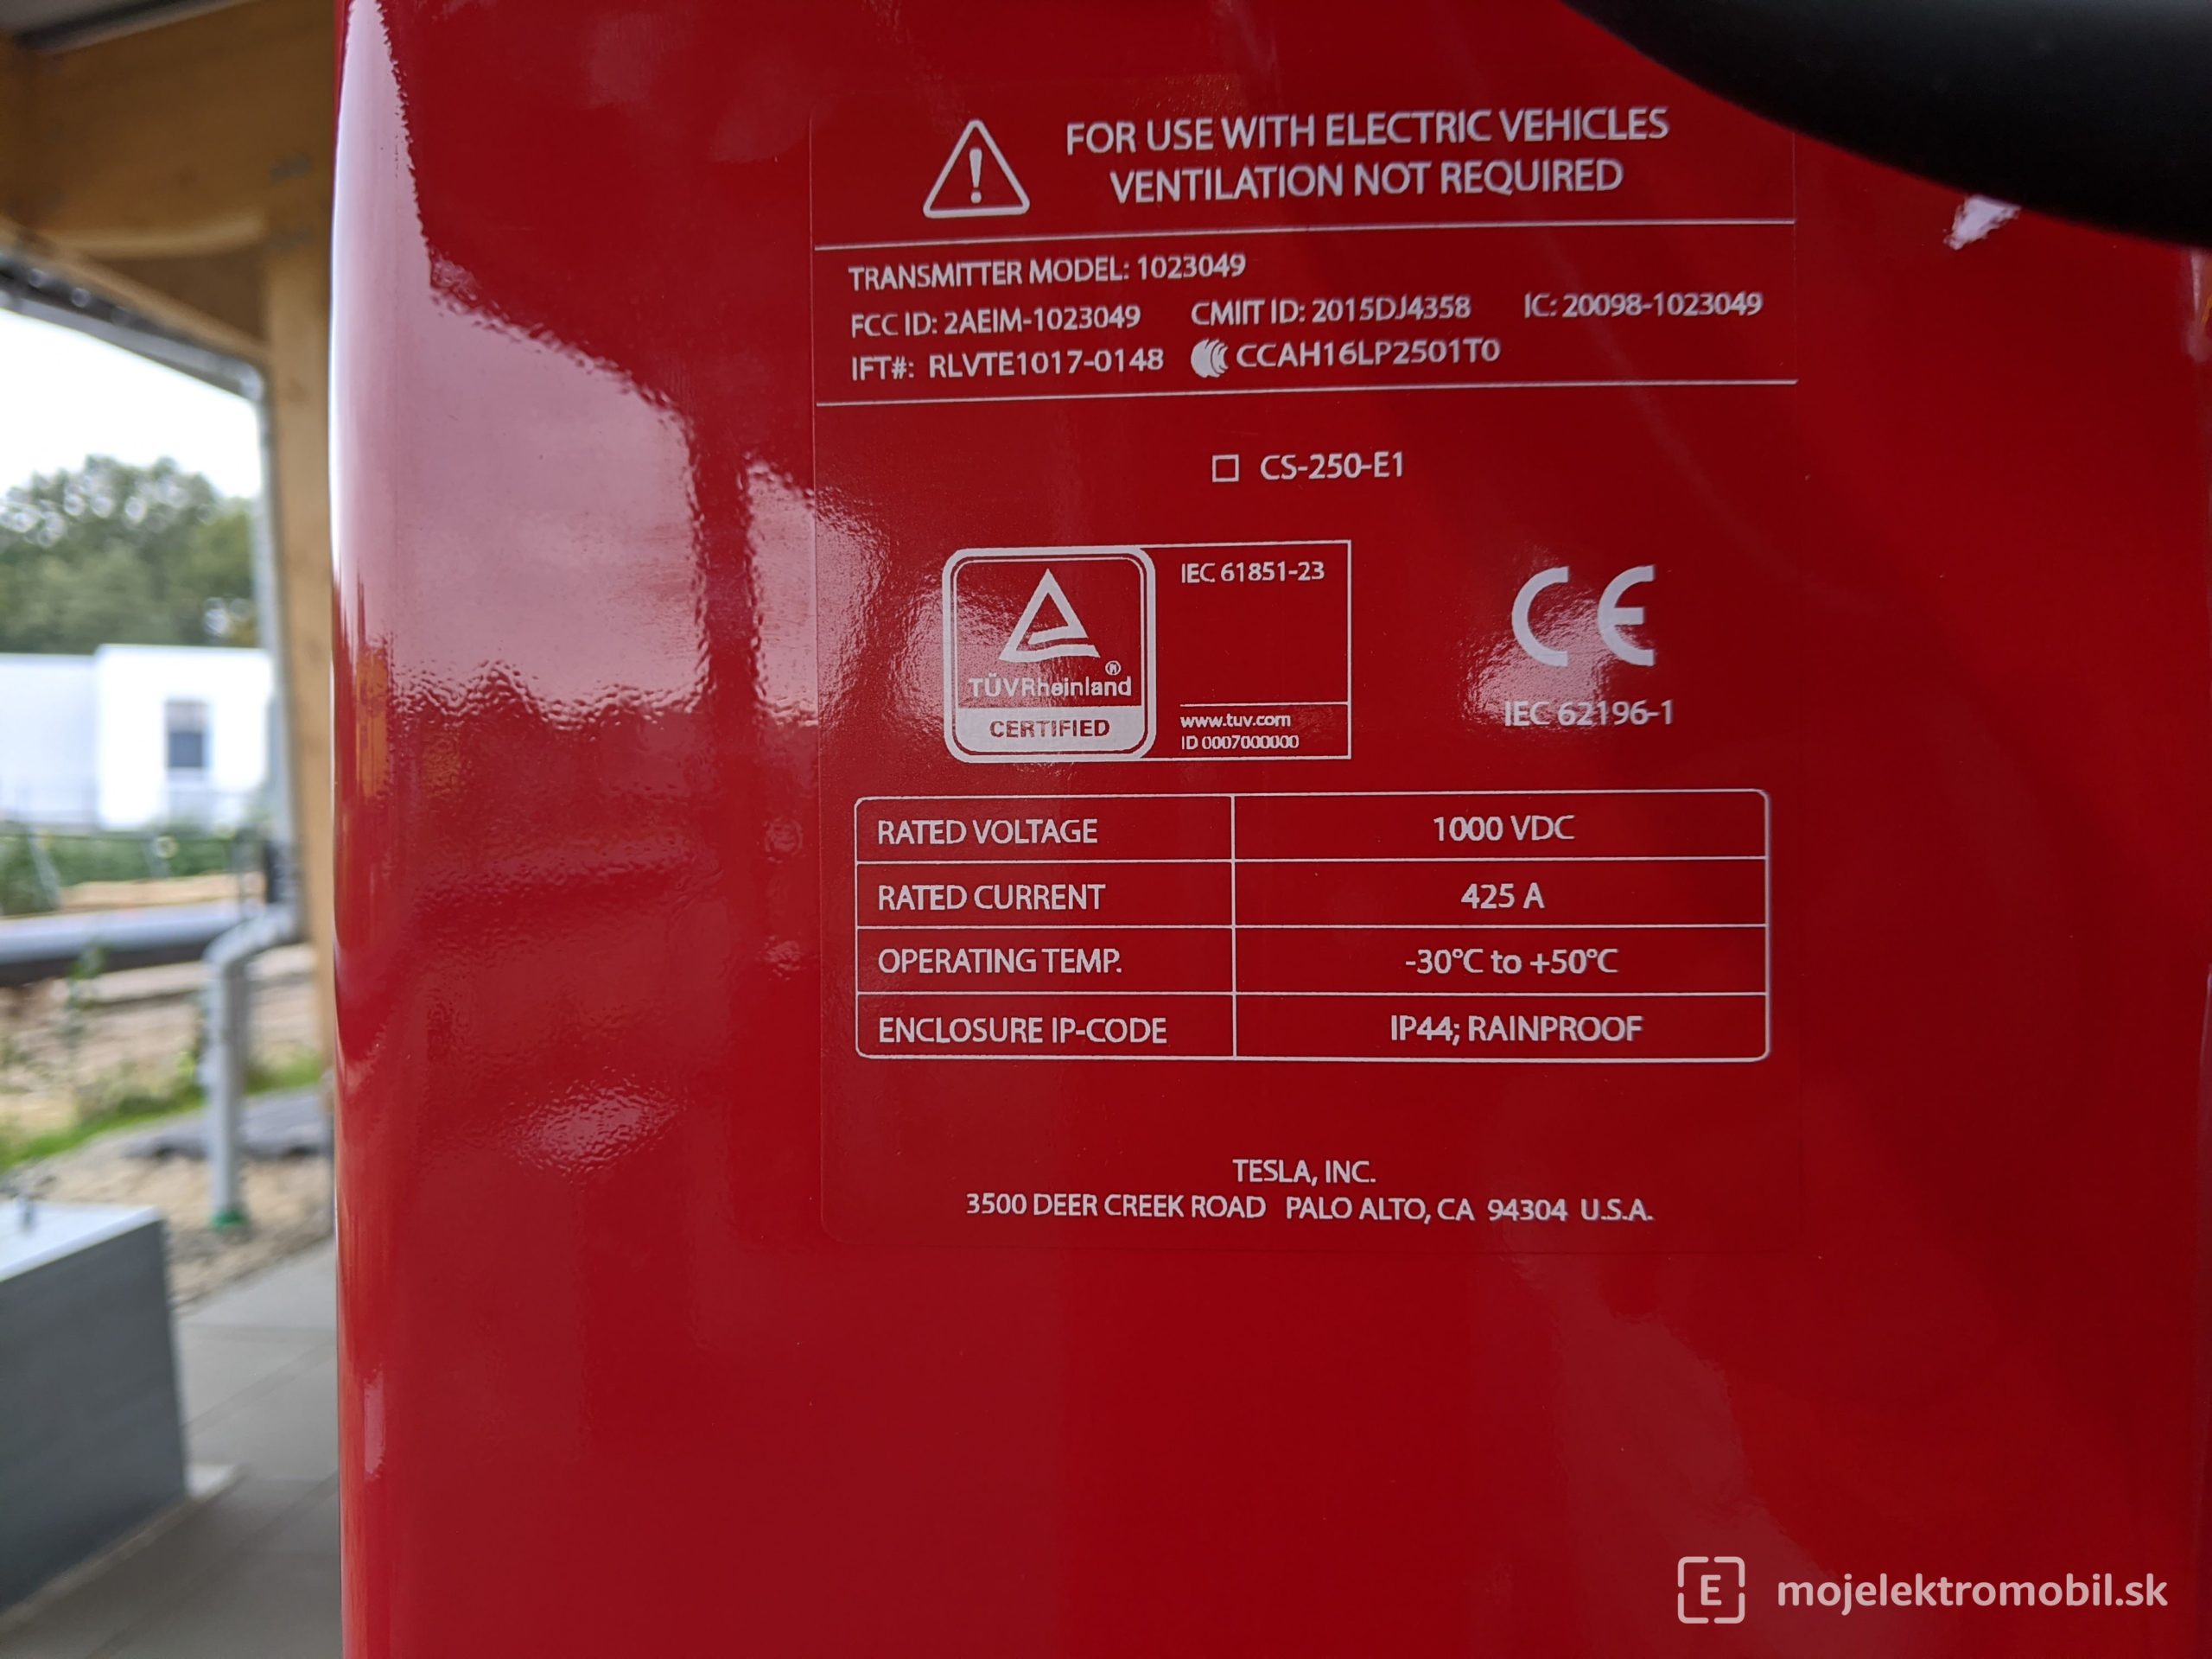 FOR USE WITH ELECTRIC VEHICLES
VENTILATION NOT REQUIRED
TRANSMITTER MODEL: 1023049
FCC ID: 2AEIM-1023049 CMIIT ID: 2015DJ4358 IC: 20098-1023049
IFT#: RLVTE1017-0148 CCAH16LP2501T0
☐ CS-250-E1
IEC 61851-23
TÜVRheinland®
CERTIFIED
www.tuv.com
ID 0007000000
CE
IEC 62196-1
RATED VOLTAGE 1000 VDC
RATED CURRENT 425 A
OPERATING TEMP. -30°C to +50°C
ENCLOSURE IP-CODE IP44; RAINPROOF
TESLA, INC.
3500 DEER CREEK ROAD PALO ALTO, CA 94304 U.S.A.
E mojelektromobil.sk